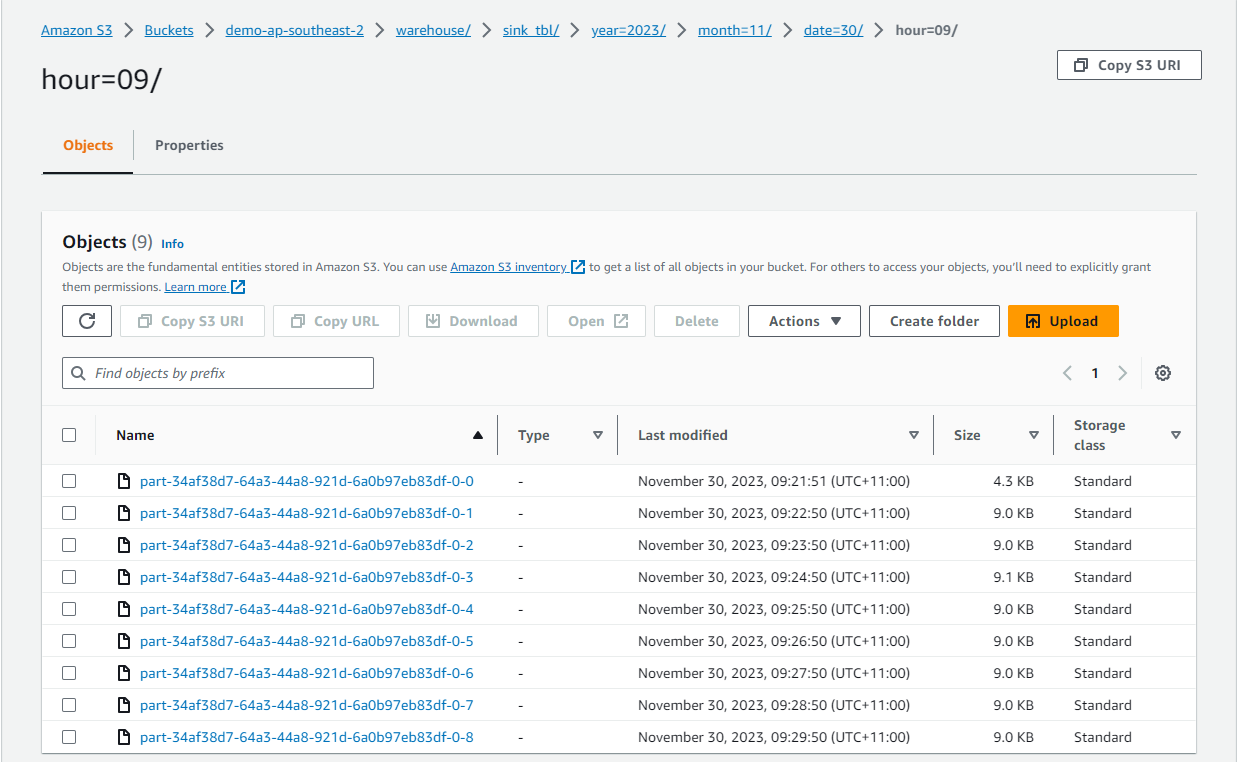 Amazon S3 > Buckets > demo-ap-southeast-2 > warehouse/ > sink_tbl/ > year=2023/ > month=11/ > date=30/ > hour=09/
hour=09/
Copy S3 URI
Objects Properties
Objects (9) Info
Objects are the fundamental entities stored in Amazon S3. You can use Amazon S3 inventory to get a list of all objects in your bucket. For others to access your objects, you'll need to explicitly grant
them permissions. Learn more
Copy S3 URI Copy URL Download Open Delete Actions Create folder Upload
Find objects by prefix
1
Name Type Last modified Size Storage class
part-34af38d7-64a3-44a8-921d-6a0b97eb83df-0-0 - November 30, 2023, 09:21:51 (UTC+11:00) 4.3 KB Standard
part-34af38d7-64a3-44a8-921d-6a0b97eb83df-0-1 - November 30, 2023, 09:22:50 (UTC+11:00) 9.0 KB Standard
part-34af38d7-64a3-44a8-921d-6a0b97eb83df-0-2 - November 30, 2023, 09:23:50 (UTC+11:00) 9.0 KB Standard
part-34af38d7-64a3-44a8-921d-6a0b97eb83df-0-3 - November 30, 2023, 09:24:50 (UTC+11:00) 9.1 KB Standard
part-34af38d7-64a3-44a8-921d-6a0b97eb83df-0-4 - November 30, 2023, 09:25:50 (UTC+11:00) 9.0 KB Standard
part-34af38d7-64a3-44a8-921d-6a0b97eb83df-0-5 - November 30, 2023, 09:26:50 (UTC+11:00) 9.0 KB Standard
part-34af38d7-64a3-44a8-921d-6a0b97eb83df-0-6 - November 30, 2023, 09:27:50 (UTC+11:00) 9.0 KB Standard
part-34af38d7-64a3-44a8-921d-6a0b97eb83df-0-7 - November 30, 2023, 09:28:50 (UTC+11:00) 9.0 KB Standard
part-34af38d7-64a3-44a8-921d-6a0b97eb83df-0-8 - November 30, 2023, 09:29:50 (UTC+11:00) 9.0 KB Standard